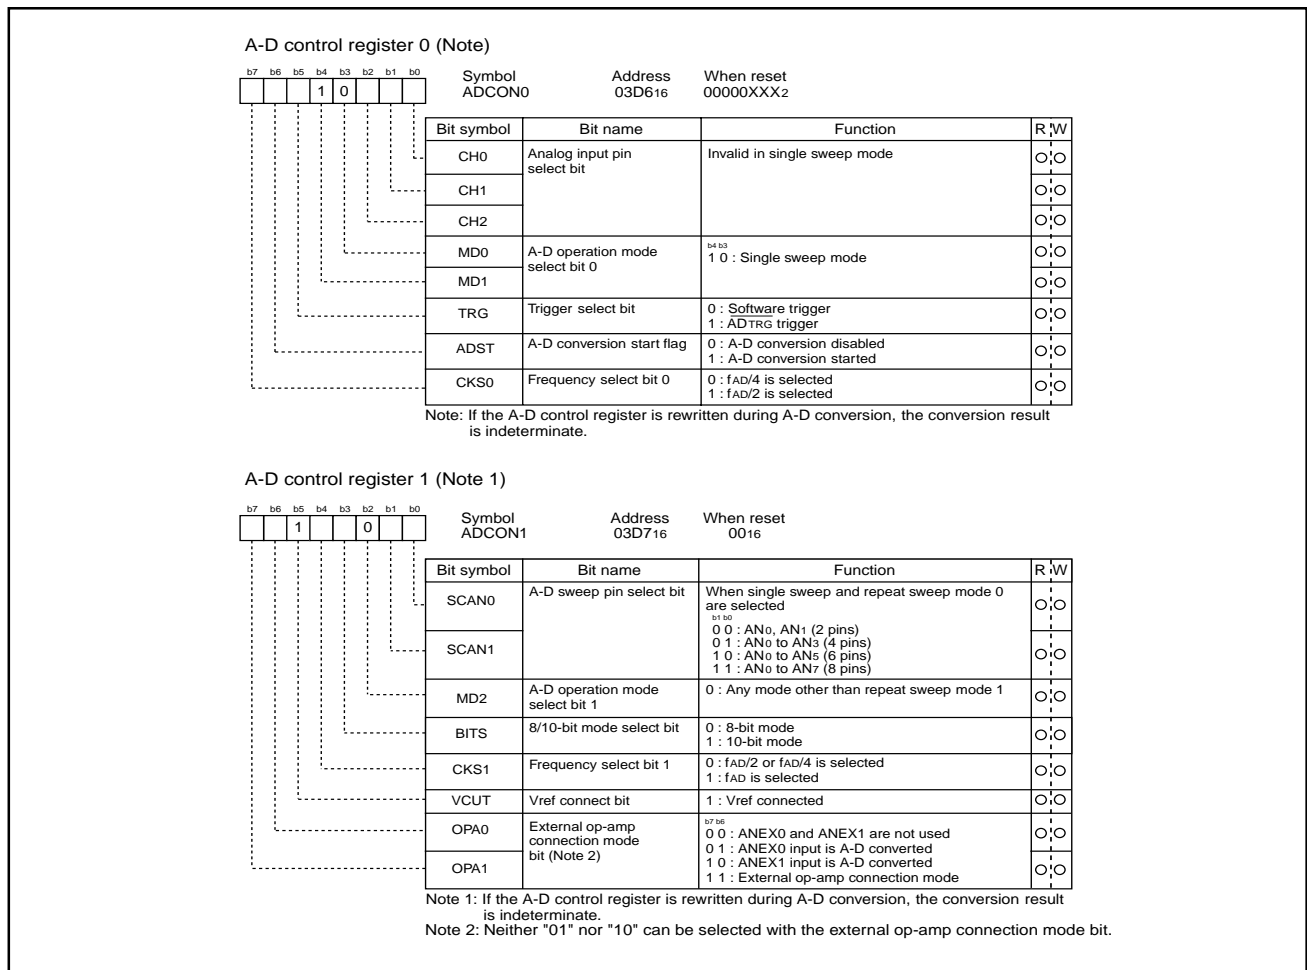 A-D control register 0 (Note)
b7 b6 b5 b4 b3 b2 b1 b0
1 0
Symbol Address When reset
ADCON0 03D616 00000XXX2
Bit symbol Bit name Function R W
CH0 Analog input pin select bit Invalid in single sweep mode
CH1
CH2
MD0 A-D operation mode select bit 0 b4 b3
1 0 : Single sweep mode
MD1
TRG Trigger select bit 0 : Software trigger
1 : ADTRG trigger
ADST A-D conversion start flag 0 : A-D conversion disabled
1 : A-D conversion started
CKS0 Frequency select bit 0 0 : fAD/4 is selected
1 : fAD/2 is selected
Note: If the A-D control register is rewritten during A-D conversion, the conversion result
is indeterminate.
A-D control register 1 (Note 1)
b7 b6 b5 b4 b3 b2 b1 b0
1 0
Symbol Address When reset
ADCON1 03D716 0016
Bit symbol Bit name Function R W
SCAN0 A-D sweep pin select bit When single sweep and repeat sweep mode 0
are selected
b1 b0
0 0 : AN0, AN1 (2 pins)
0 1 : AN0 to AN3 (4 pins)
SCAN1
1 0 : AN0 to AN5 (6 pins)
1 1 : AN0 to AN7 (8 pins)
MD2 A-D operation mode select bit 1 0 : Any mode other than repeat sweep mode 1
BITS 8/10-bit mode select bit 0 : 8-bit mode
1 : 10-bit mode
CKS1 Frequency select bit 1 0 : fAD/2 or fAD/4 is selected
1 : fAD is selected
VCUT Vref connect bit 1 : Vref connected
OPA0 External op-amp connection mode bit (Note 2) b7 b6
0 0 : ANEX0 and ANEX1 are not used
0 1 : ANEX0 input is A-D converted
OPA1
1 0 : ANEX1 input is A-D converted
1 1 : External op-amp connection mode
Note 1: If the A-D control register is rewritten during A-D conversion, the conversion result
is indeterminate.
Note 2: Neither "01" nor "10" can be selected with the external op-amp connection mode bit.